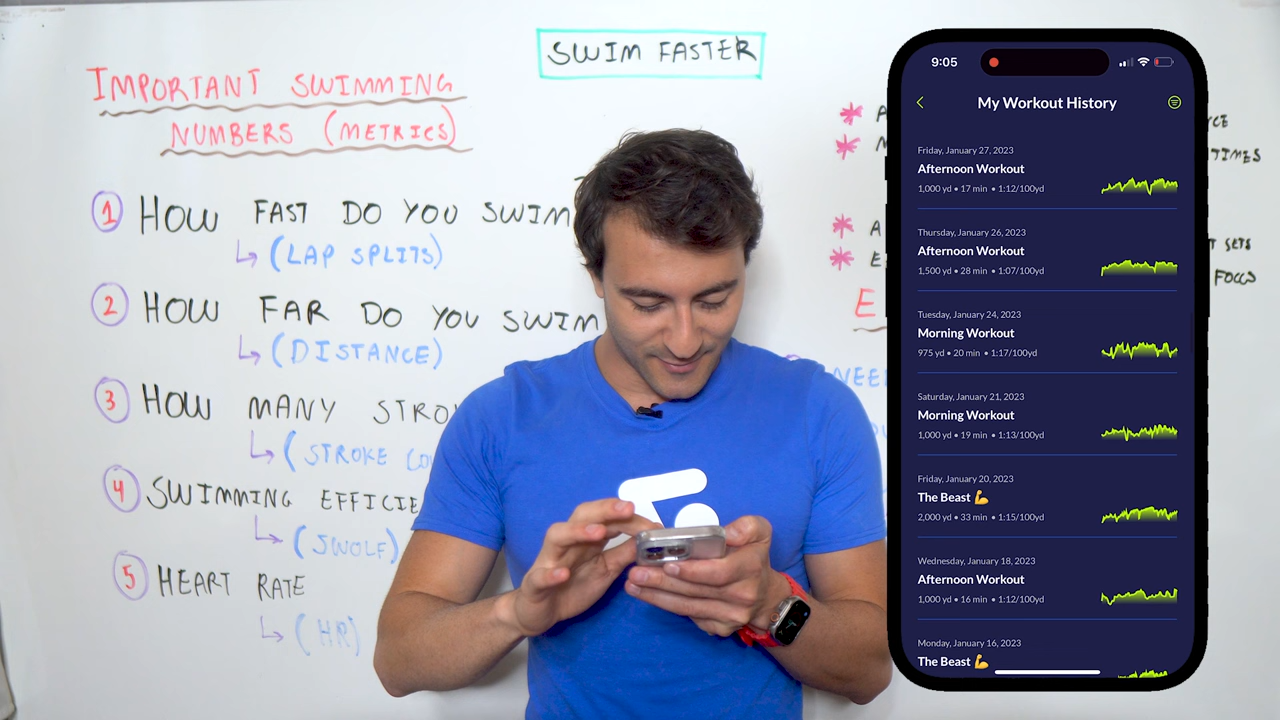 SWIM FASTER
IMPORTANT SWIMMING
NUMBERS (METRICS)
1 HOW FAST DO YOU SWIM
(LAP SPLITS)
2 HOW FAR DO YOU SWIM
(DISTANCE)
3 HOW MANY
(STROKE
4 SWIMMING
(SWOLF)
5 HEART RATE
(HR)
TIMES
SETS
FOCUS
9:05
My Workout History
Friday, January 27, 2023
Afternoon Workout
1,000 yd • 17 min • 1:12/100yd
Thursday, January 26, 2023
Afternoon Workout
1,500 yd • 28 min • 1:07/100yd
Tuesday, January 24, 2023
Morning Workout
975 yd • 20 min • 1:17/100yd
Saturday, January 21, 2023
Morning Workout
1,000 yd • 19 min • 1:13/100yd
Friday, January 20, 2023
The Beast 💪
2,000 yd • 33 min • 1:15/100yd
Wednesday, January 18, 2023
Afternoon Workout
1,000 yd • 16 min • 1:12/100yd
Monday, January 16, 2023
The Beast 💪